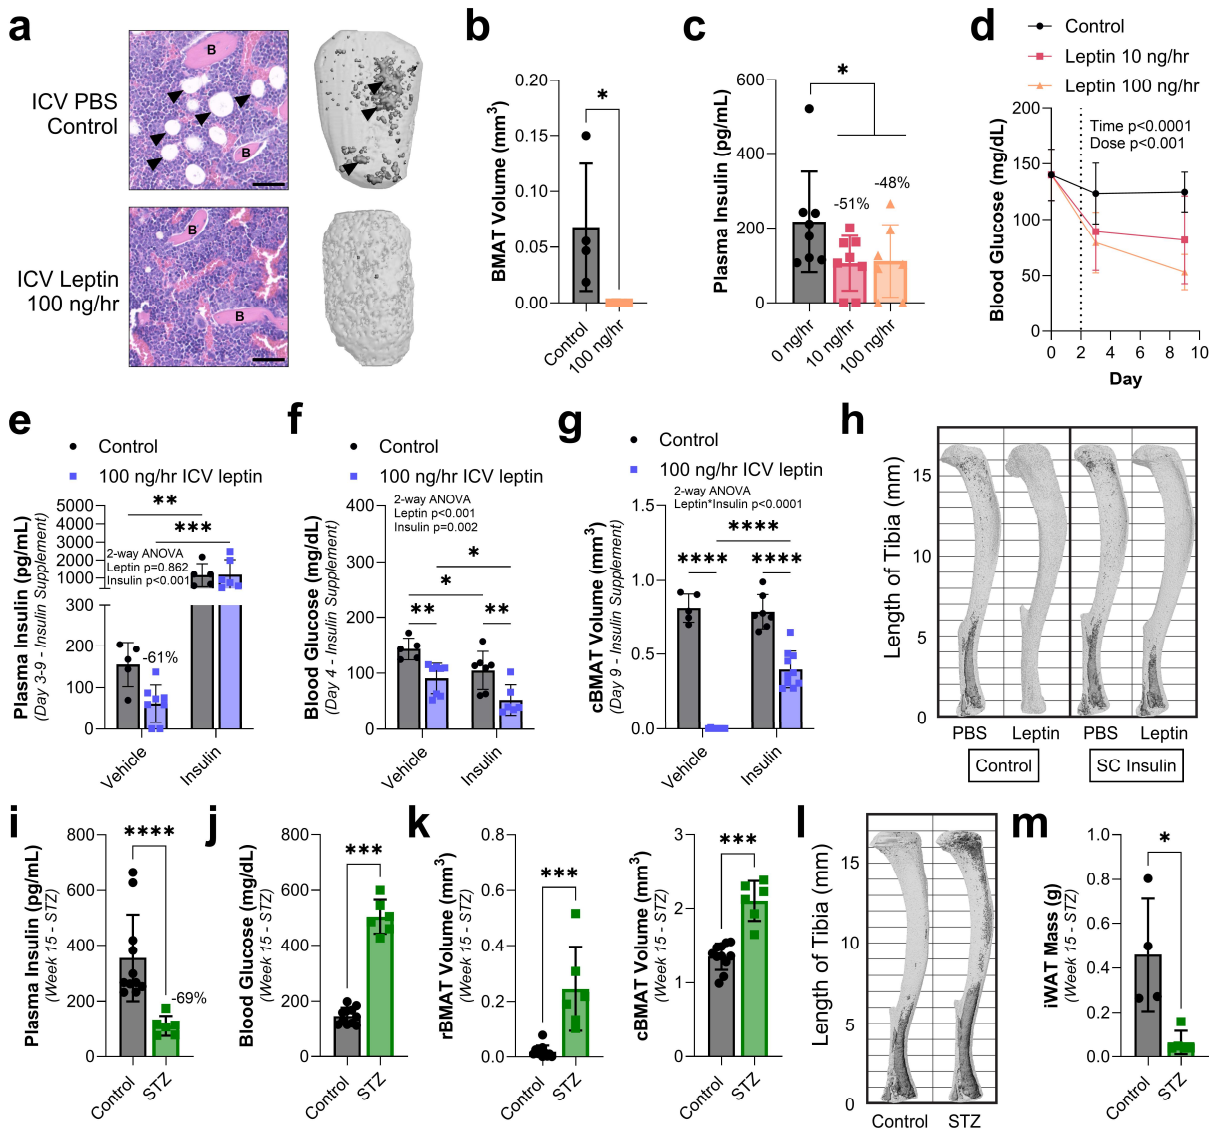 a
ICV PBS
Control
B
B
ICV Leptin
100 ng/hr
B
B
b
BMAT Volume (mm³)
0.20
0.15
0.10
0.05
0.00
*
Control
100 ng/hr
c
Plasma Insulin (pg/mL)
600
400
200
0
*
-51%
-48%
0 ng/hr
10 ng/hr
100 ng/hr
d
Control
Leptin 10 ng/hr
Leptin 100 ng/hr
Blood Glucose (mg/dL)
200
150
100
50
0
Time p<0.0001
Dose p<0.001
0 2 4 6 8 10
Day
e
Control
100 ng/hr ICV leptin
Plasma Insulin (pg/mL)
(Day 3-9 - Insulin Supplement)
5000
4000
3000
2000
1000
300
200
100
0
**
***
2-way ANOVA
Leptin p=0.862
Insulin p<0.001
-61%
Vehicle
Insulin
f
Control
100 ng/hr ICV leptin
Blood Glucose (mg/dL)
(Day 4 - Insulin Supplement)
400
300
200
100
0
2-way ANOVA
Leptin p<0.001
Insulin p=0.002
*
*
**
**
Vehicle
Insulin
g
Control
100 ng/hr ICV leptin
cBMAT Volume (mm³)
(Day 9 - Insulin Supplement)
1.5
1.0
0.5
0.0
2-way ANOVA
Leptin*Insulin p<0.0001
****
****
****
Vehicle
Insulin
h
Length of Tibia (mm)
15
10
5
0
PBS Leptin PBS Leptin
Control
SC Insulin
i
Plasma Insulin (pg/mL)
(Week 15 - STZ)
800
600
400
200
0
****
-69%
Control
STZ
j
Blood Glucose (mg/dL)
(Week 15 - STZ)
800
600
400
200
0
***
Control
STZ
k
rBMAT Volume (mm³)
(Week 15 - STZ)
0.8
0.6
0.4
0.2
0.0
***
Control
STZ
cBMAT Volume (mm³)
(Week 15 - STZ)
3
2
1
0
***
Control
STZ
l
Length of Tibia (mm)
15
10
5
0
Control STZ
m
iWAT Mass (g)
(Week 15 - STZ)
1.0
0.8
0.6
0.4
0.2
0.0
*
Control
STZ